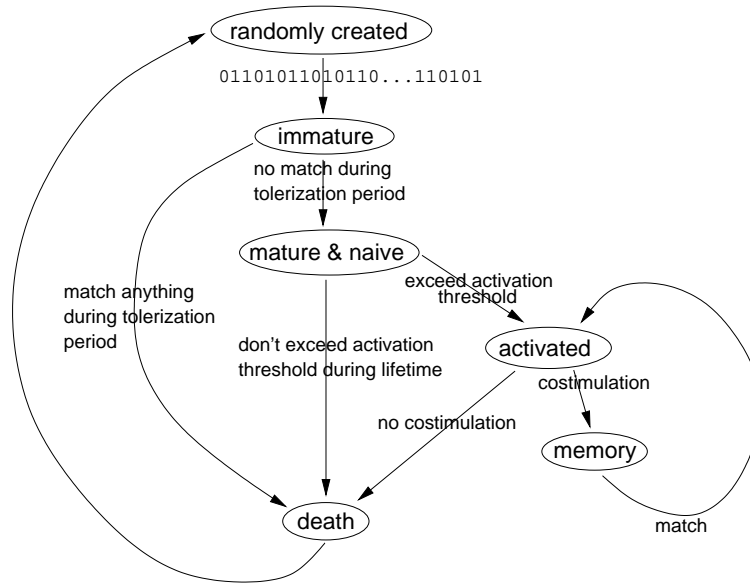 randomly created
01101011010110...110101
immature
no match during
tolerization period
mature & naive
exceed activation
threshold
match anything
during tolerization
period
don't exceed activation
threshold during lifetime
activated
costimulation
no costimulation
memory
death
match